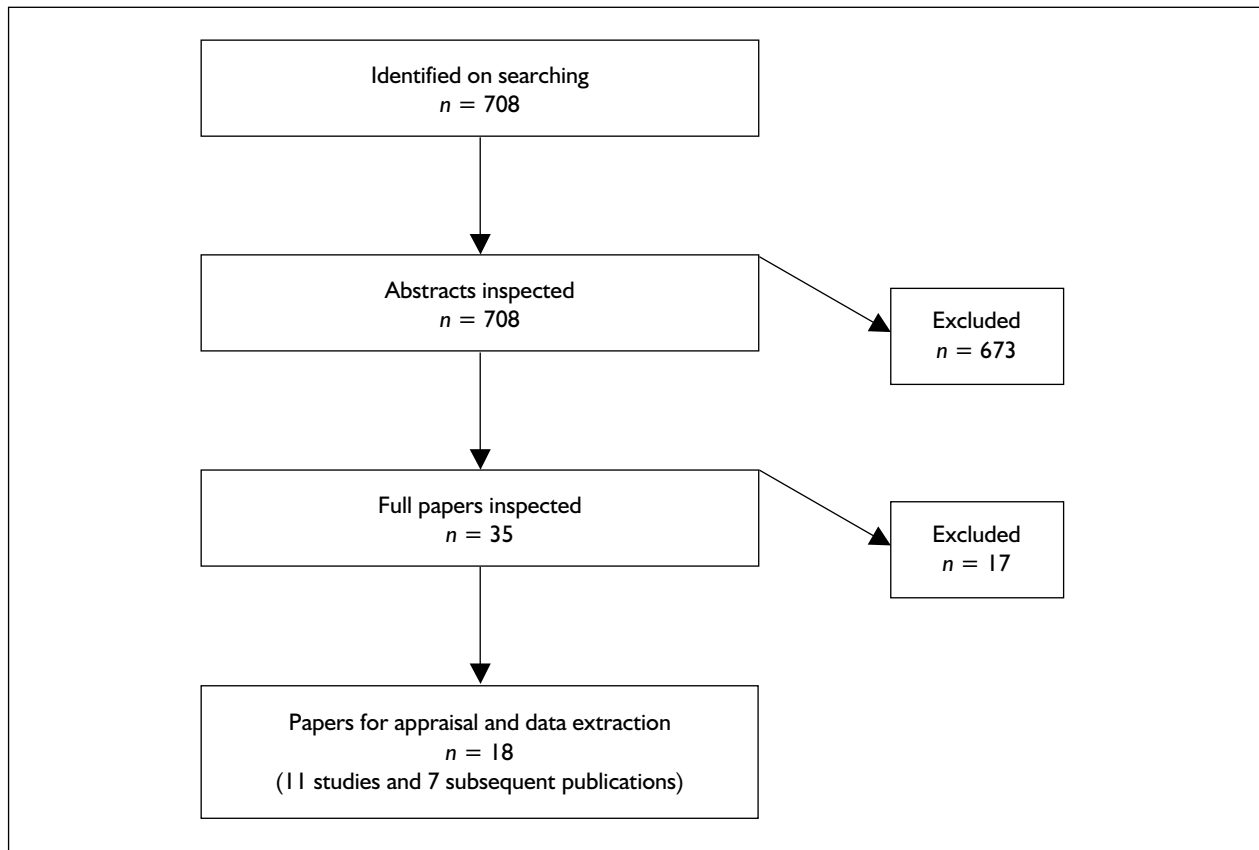 Identified on searching
n = 708
Abstracts inspected
n = 708
Excluded
n = 673
Full papers inspected
n = 35
Excluded
n = 17
Papers for appraisal and data extraction
n = 18
(11 studies and 7 subsequent publications)